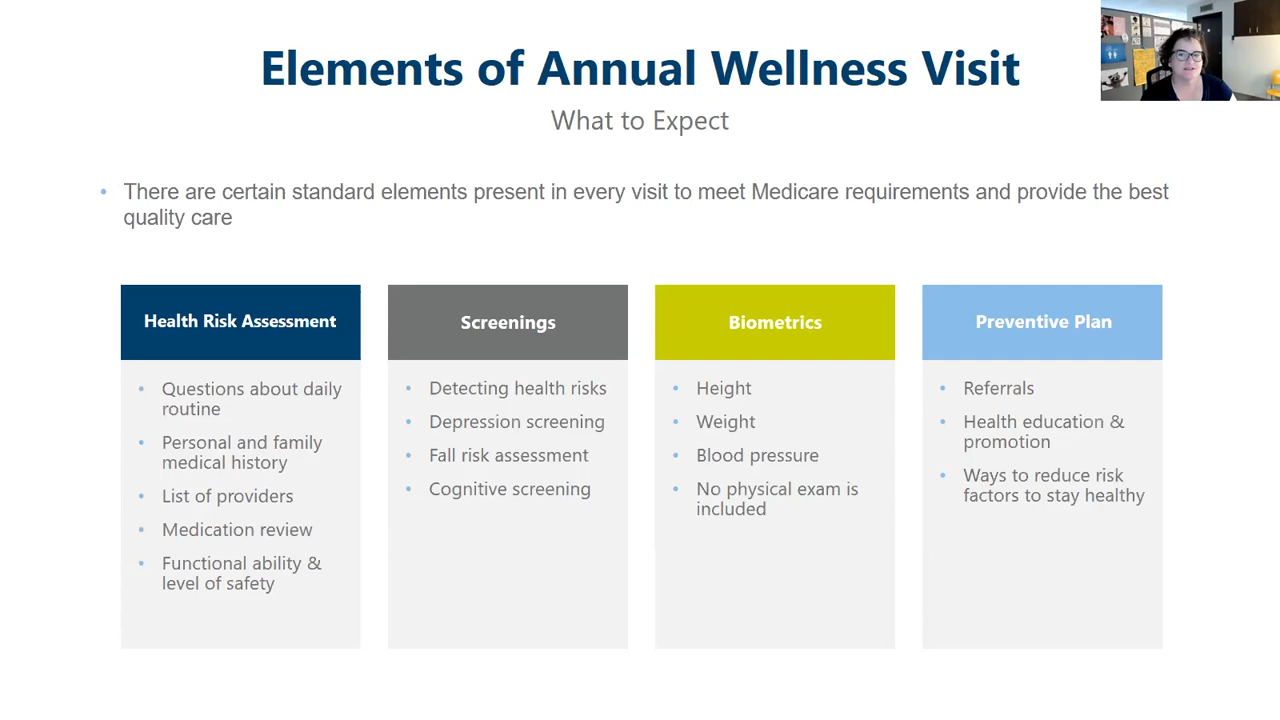 Elements of Annual Wellness Visit
What to Expect
• There are certain standard elements present in every visit to meet Medicare requirements and provide the best
quality care
Health Risk Assessment
• Questions about daily
routine
• Personal and family
medical history
• List of providers
• Medication review
• Functional ability &
level of safety
Screenings
• Detecting health risks
• Depression screening
• Fall risk assessment
• Cognitive screening
Biometrics
• Height
• Weight
• Blood pressure
• No physical exam is
included
Preventive Plan
• Referrals
• Health education &
promotion
• Ways to reduce risk
factors to stay healthy